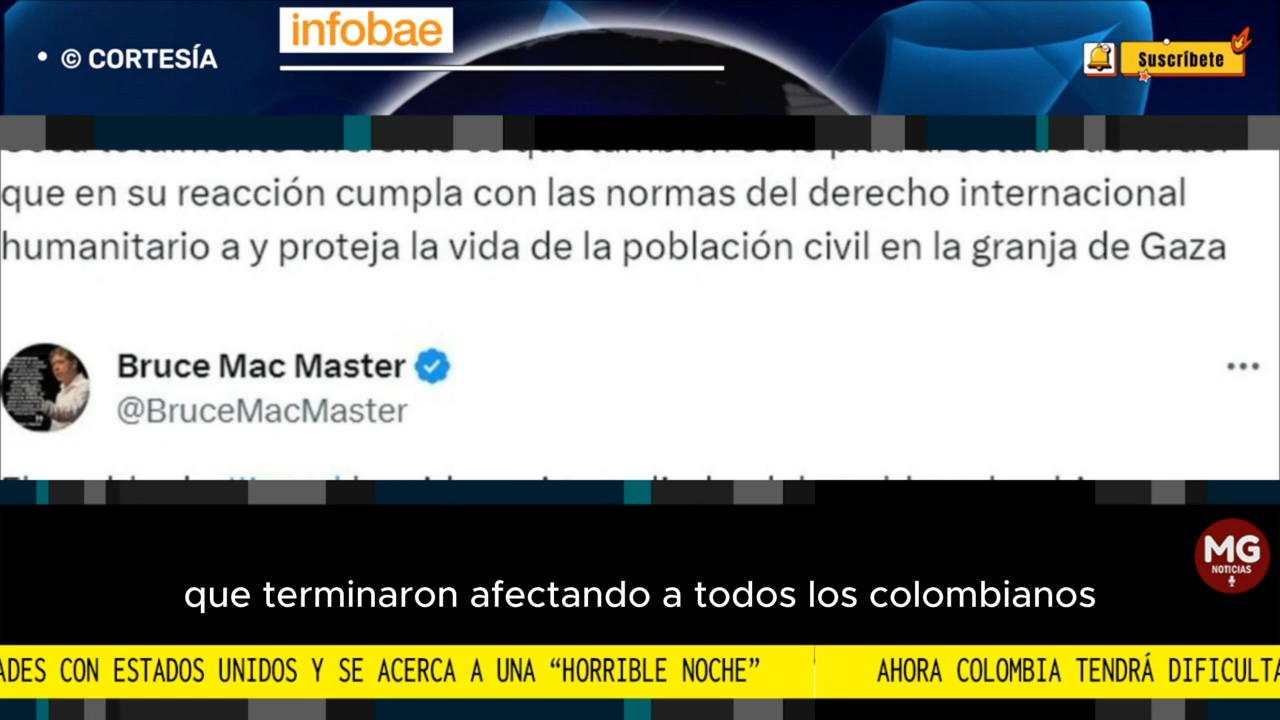 infobae
• © CORTESÍA
Suscríbete
que en su reacción cumpla con las normas del derecho internacional
humanitario a y proteja la vida de la población civil en la granja de Gaza
Bruce Mac Master
@BruceMacMaster
MG
NOTICIAS
que terminaron afectando a todos los colombianos
ADES CON ESTADOS UNIDOS Y SE ACERCA A UNA “HORRIBLE NOCHE” AHORA COLOMBIA TENDRÁ DIFICULTA